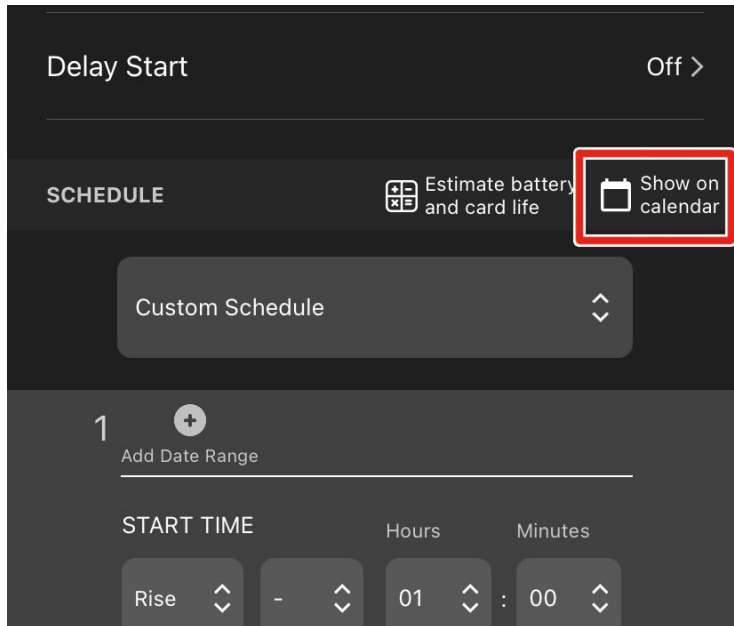 Delay Start Off
SCHEDULE Estimate battery and card life Show on calendar
Custom Schedule
1
Add Date Range
START TIME Hours Minutes
Rise - 01 : 00